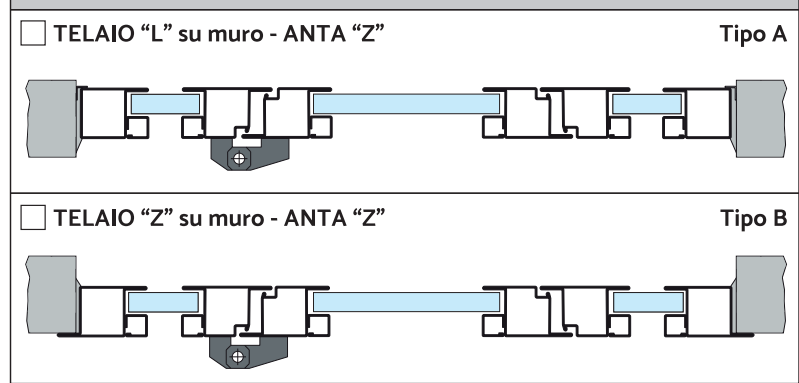 TELAIO “L” su muro - ANTA “Z” Tipo A
TELAIO “Z” su muro - ANTA “Z” Tipo B